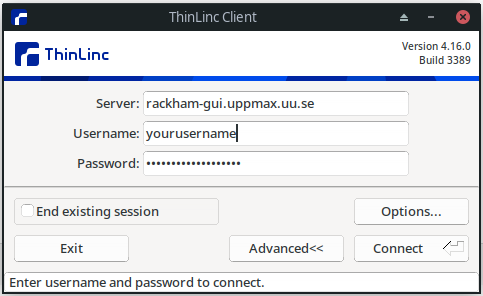 ThinLinc Client
ThinLinc
Version 4.16.0
Build 3389
Server: rackham-gui.uppmax.uu.se
Username: yourusername
Password: •••••••••••••••••••
End existing session
Options...
Exit
Advanced<<
Connect
Enter username and password to connect.